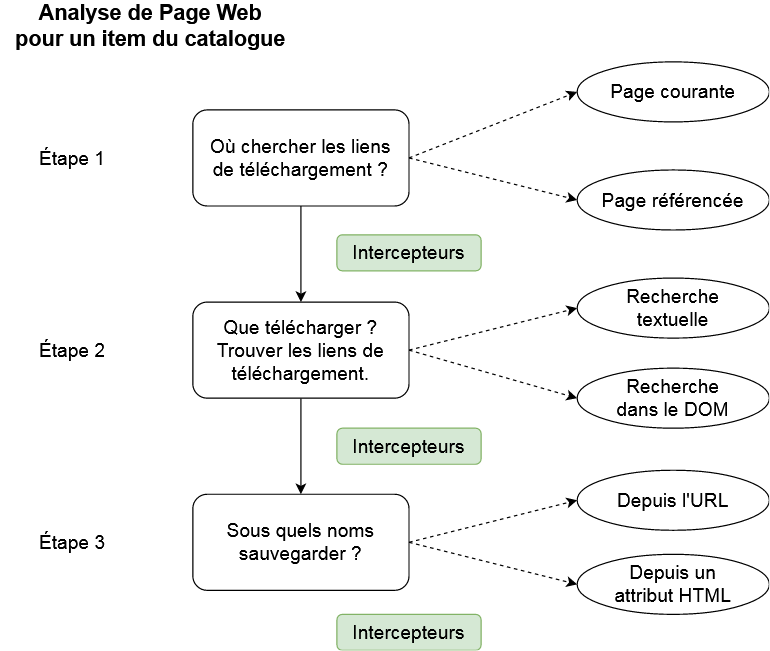 Analyse de Page Web
pour un item du catalogue
Étape 1
Où chercher les liens
de téléchargement ?
Page courante
Page référencée
Intercepteurs
Étape 2
Que télécharger ?
Trouver les liens de
téléchargement.
Recherche
textuelle
Recherche
dans le DOM
Intercepteurs
Étape 3
Sous quels noms
sauvegarder ?
Depuis l'URL
Depuis un
attribut HTML
Intercepteurs